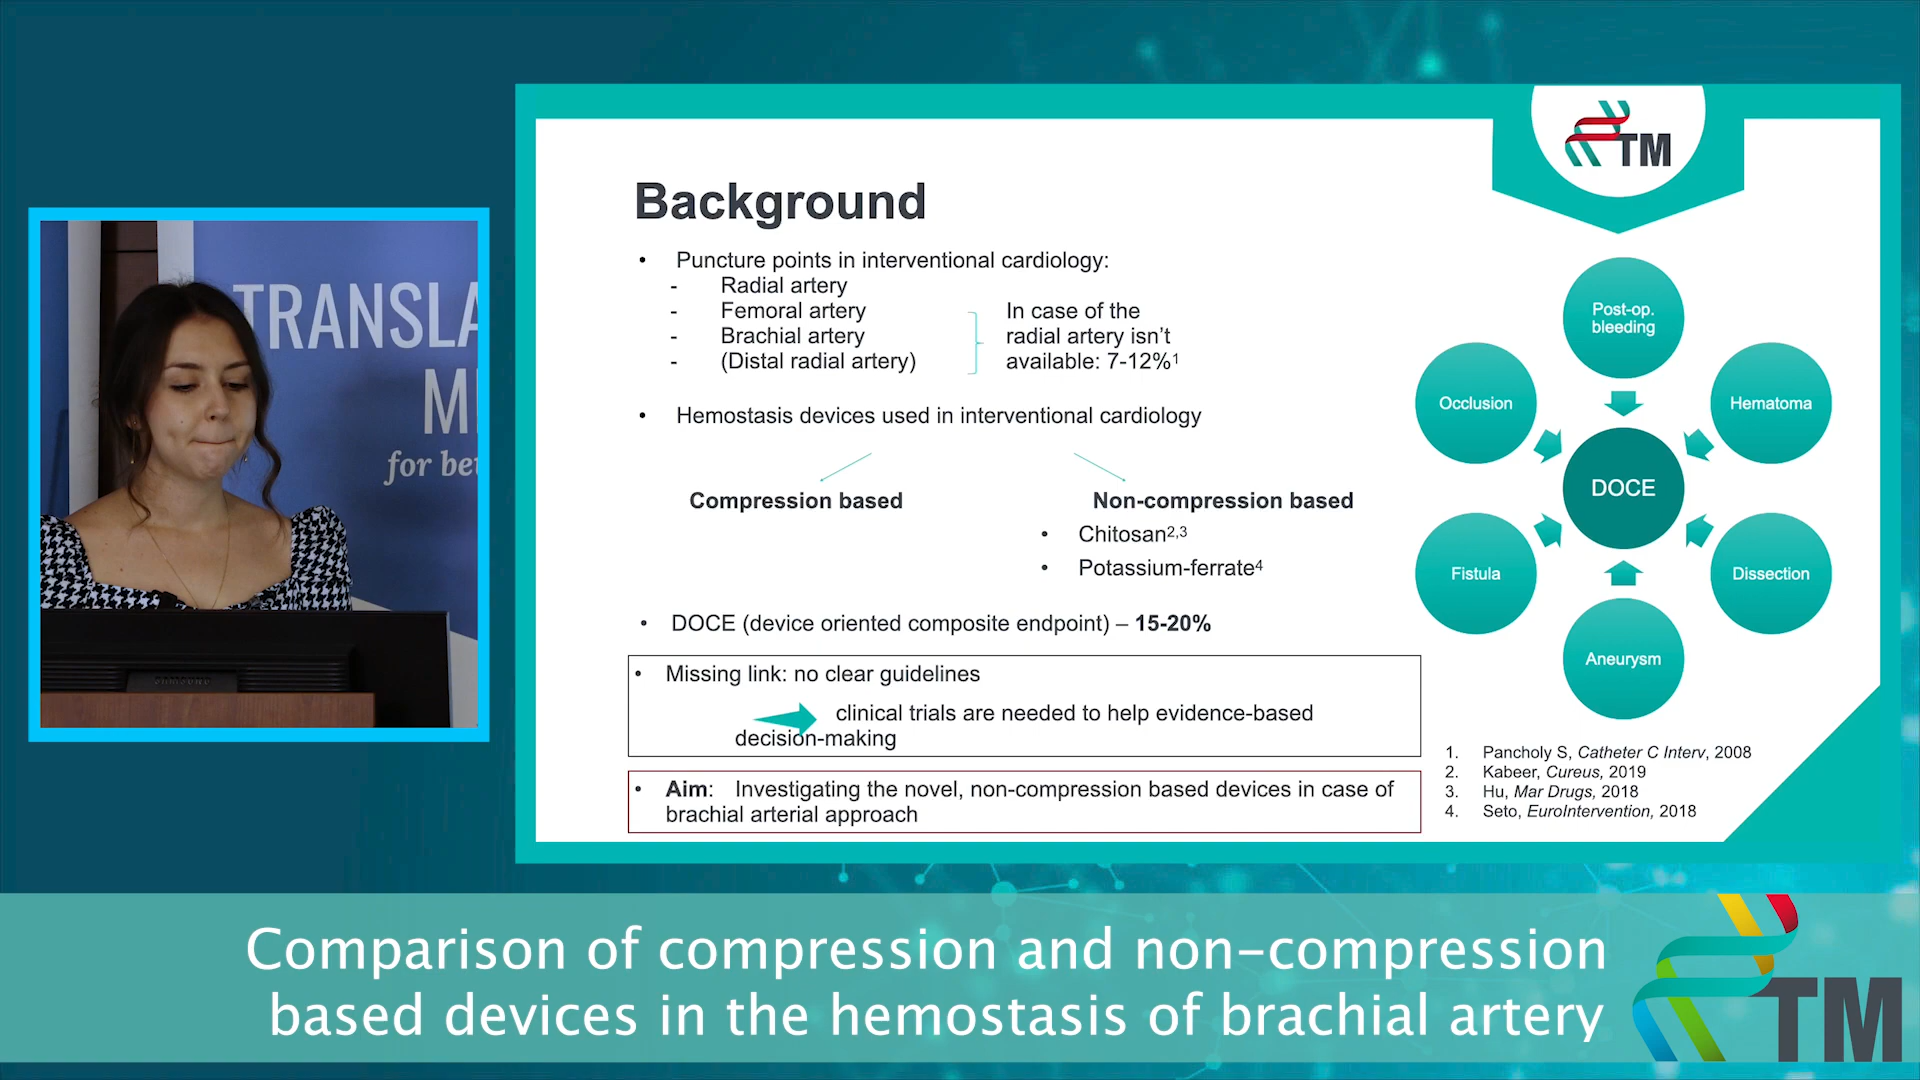 TRANSLA
M
for be
SAMSUNG
TM
Background
• Puncture points in interventional cardiology:
- Radial artery
- Femoral artery
- Brachial artery
- (Distal radial artery)
In case of the
radial artery isn’t
available: 7-12%1
• Hemostasis devices used in interventional cardiology
Compression based
Non-compression based
• Chitosan2,3
• Potassium-ferrate4
• DOCE (device oriented composite endpoint) – 15-20%
• Missing link: no clear guidelines
clinical trials are needed to help evidence-based
decision-making
• Aim: Investigating the novel, non-compression based devices in case of
brachial arterial approach
Post-op.
bleeding
Occlusion
Hematoma
DOCE
Fistula
Dissection
Aneurysm
1. Pancholy S, Catheter C Interv, 2008
2. Kabeer, Cureus, 2019
3. Hu, Mar Drugs, 2018
4. Seto, EuroIntervention, 2018
Comparison of compression and non-compression
based devices in the hemostasis of brachial artery
TM